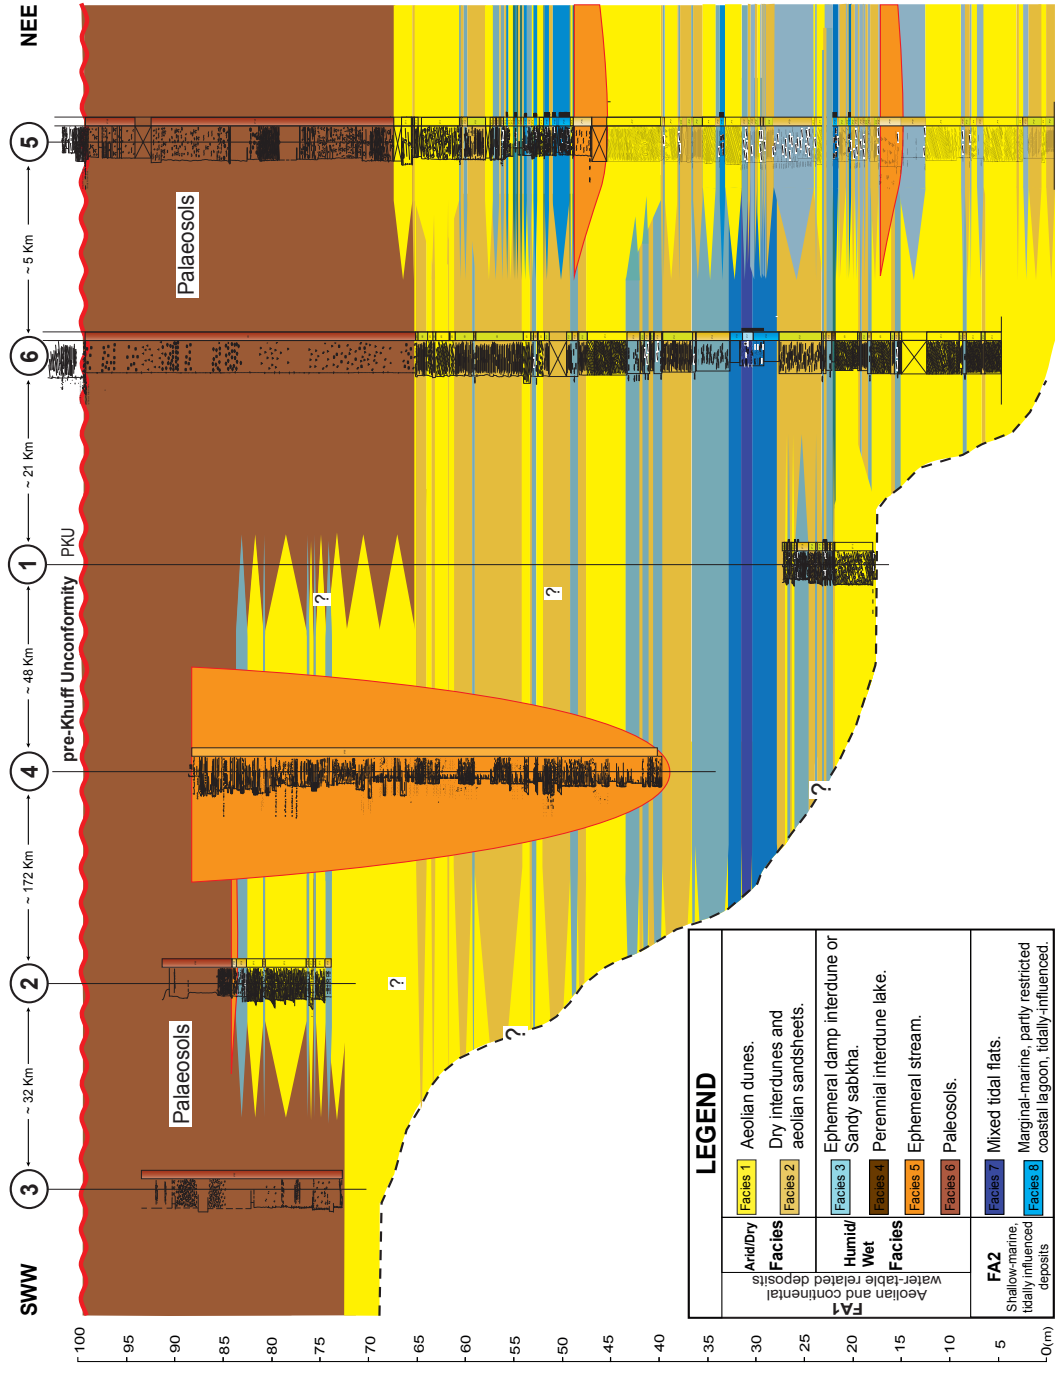 SWW
NEE
3
2
4
1
6
5
~ 32 Km
~ 172 Km
~ 48 Km
~ 21 Km
~ 5 Km
pre-Khuff Unconformity
PKU
Palaeosols
Palaeosols
Palaeosols
?
?
?
?
?
100
95
90
85
80
75
70
65
60
55
50
45
40
35
30
25
20
15
10
5
0(m)
LEGEND
FA1
Aeolian and continental
water-table related deposits
Arid/Dry
Facies
Facies 1
Aeolian dunes.
Facies 2
Dry interdunes and
aeolian sandsheets.
Humid/
Wet
Facies
Facies 3
Ephemeral damp interdune or
Sandy sabkha.
Facies 4
Perennial interdune lake.
Facies 5
Ephemeral stream.
Facies 6
Paleosols.
FA2
Shallow-marine,
tidally influenced
deposits
Facies 7
Mixed tidal flats.
Facies 8
Marginal-marine, partly restricted
coastal lagoon, tidally-influenced.